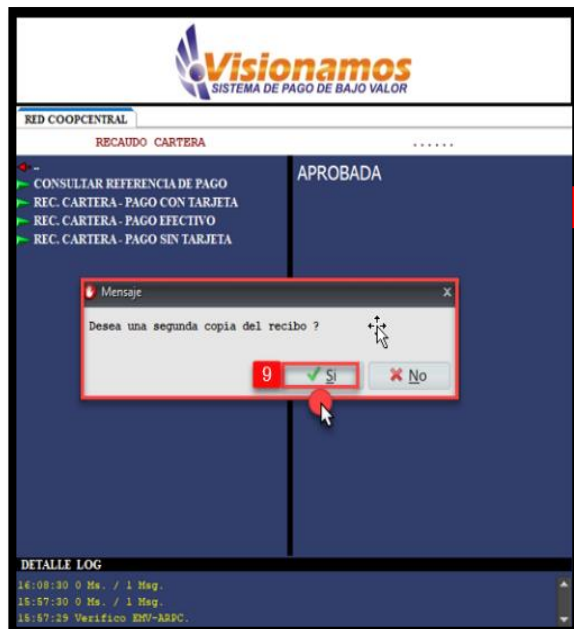 Visionamos
SISTEMA DE PAGO DE BAJO VALOR
RED COOPCENTRAL
RECAUDO CARTERA ......
..
CONSULTAR REFERENCIA DE PAGO
REC. CARTERA - PAGO CON TARJETA
REC. CARTERA - PAGO EFECTIVO
REC. CARTERA - PAGO SIN TARJETA
APROBADA
Mensaje x
Desea una segunda copia del recibo ?
9 Si No
DETALLE LOG
16:08:30 0 Ms. / 1 Msg.
15:57:30 0 Ms. / 1 Msg.
15:57:29 Verifico EMV-ARPC.